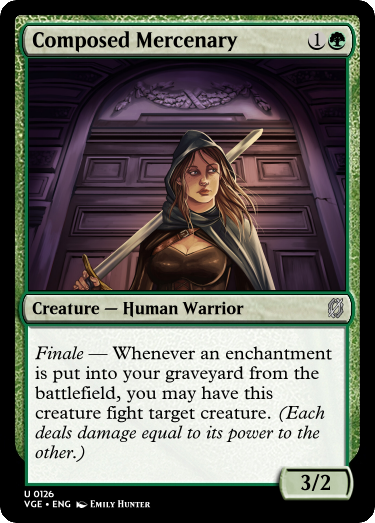 Composed Mercenary 1
Creature — Human Warrior
Finale — Whenever an enchantment
is put into your graveyard from the
battlefield, you may have this
creature fight target creature. (Each
deals damage equal to its power to the
other.)
3/2
U 0126
VGE • ENG Emily Hunter